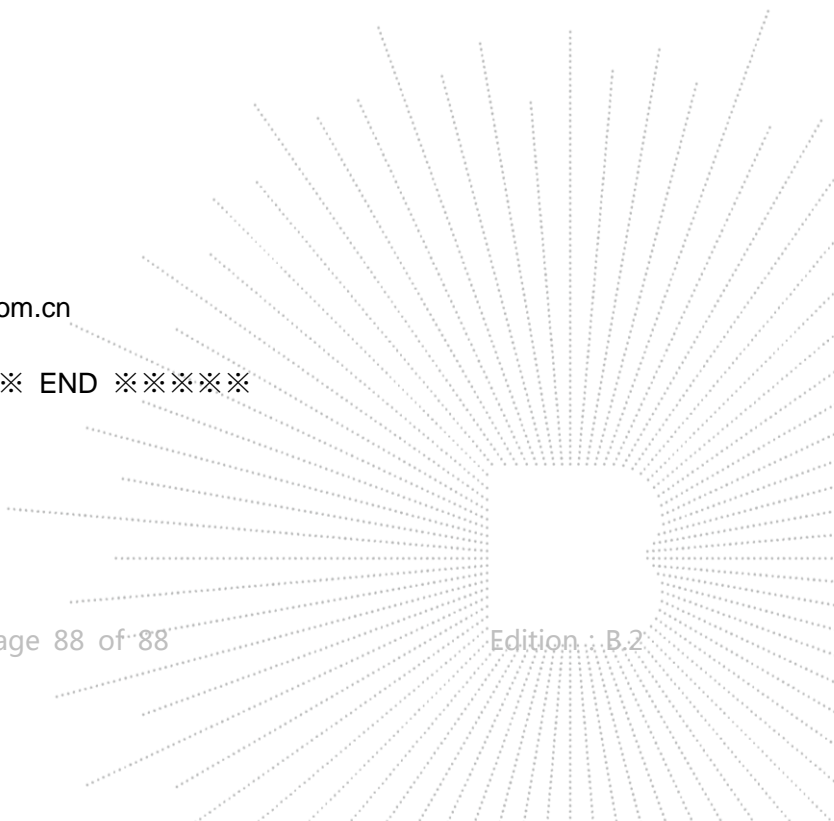 om.cn
※ END ※※※※※
age 88 of 88 Edition : B.2